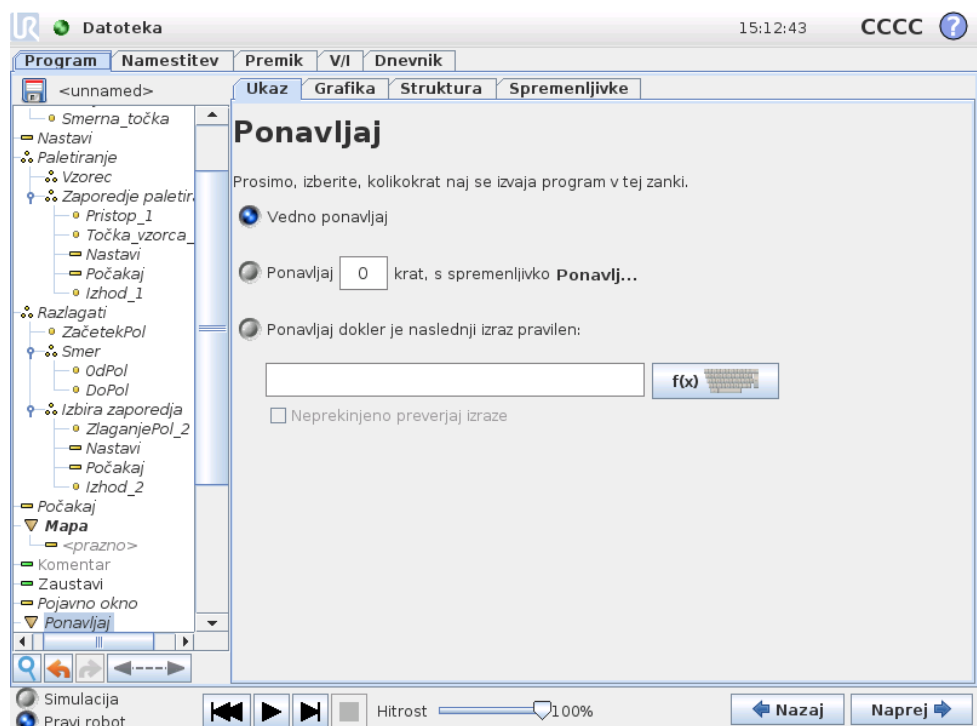 UR Datoteka 15:12:43 CCCC ?
Program Namestitev Premik V/I Dnevnik
<unnamed>
Ukaz Grafika Struktura Spremenljivke
Smerna_točka
Nastavi
Paletiranje
Vzorec
Zaporedje paletir
Pristop_1
Točka_vzorca_
Nastavi
Počakaj
Izhod_1
Razlagati
ZačetekPol
Smer
OdPol
DoPol
Izbira zaporedja
ZlaganjePol_2
Nastavi
Počakaj
Izhod_2
Počakaj
Mapa
<prazno>
Komentar
Zaustavi
Pojavno okno
Ponavljaj
Ponavljaj
Prosimo, izberite, kolikokrat naj se izvaja program v tej zanki.
Vedno ponavljaj
Ponavljaj 0 krat, s spremenljivko Ponavlj...
Ponavljaj dokler je naslednji izraz pravilen:
f(x)
Neprekinjeno preverjaj izraze
Simulacija
Pravi robot
Hitrost 100%
Nazaj Naprej